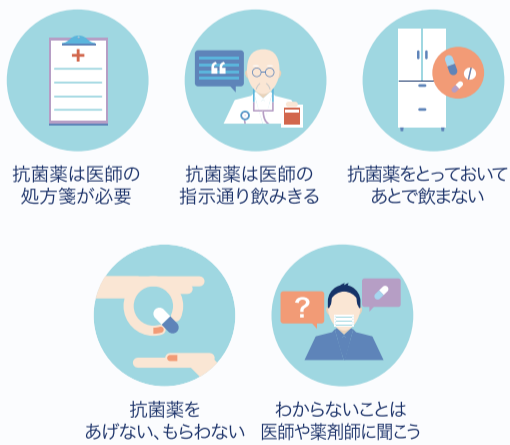 抗菌薬は医師の
処方箋が必要
抗菌薬は医師の
指示通り飲みきる
抗菌薬をとっておいて
あとで飲まない
抗菌薬を
あげない、もらわない
?
わからないことは
医師や薬剤師に聞こう